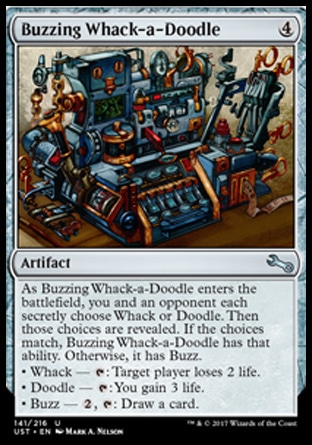 Buzzing Whack-a-Doodle 4
Artifact
As Buzzing Whack-a-Doodle enters the
battlefield, you and an opponent each
secretly choose Whack or Doodle. Then
those choices are revealed. If the choices
match, Buzzing Whack-a-Doodle has that
ability. Otherwise, it has Buzz.
• Whack — : Target player loses 2 life.
• Doodle — : You gain 3 life.
• Buzz — 2, : Draw a card.
141/216 U
UST • EN Mark A. Nelson
™ & © 2017 Wizards of the Coast